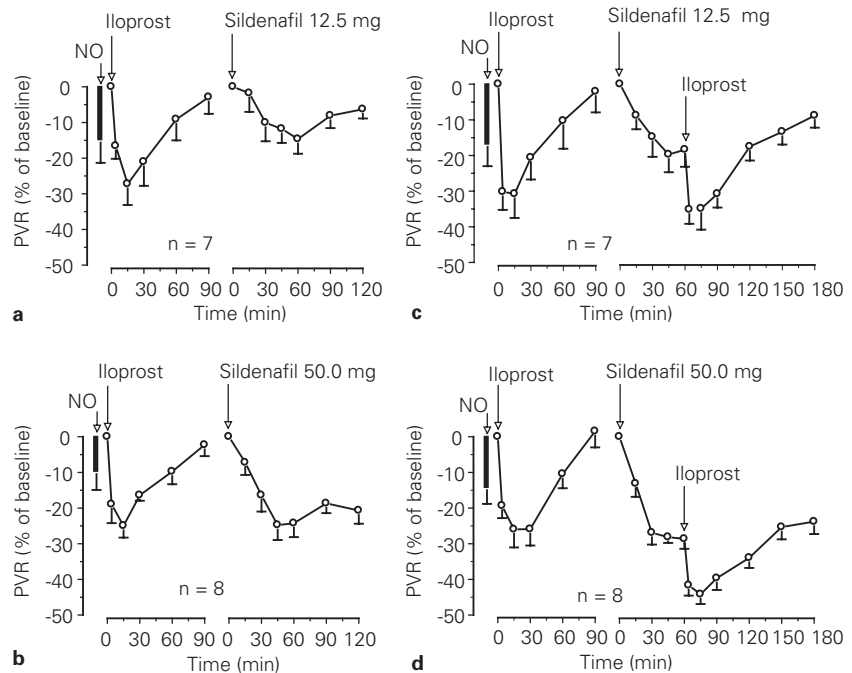 Iloprost
Sildenafil 12.5 mg
NO
PVR (% of baseline)
0
-10
-20
-30
-40
-50
n = 7
0 30 60 90 0 30 60 90 120
Time (min)
a
Iloprost
Sildenafil 12.5 mg
NO
Iloprost
PVR (% of baseline)
0
-10
-20
-30
-40
-50
n = 7
0 30 60 90 0 30 60 90 120 150 180
Time (min)
c
Iloprost
Sildenafil 50.0 mg
NO
PVR (% of baseline)
0
-10
-20
-30
-40
-50
n = 8
0 30 60 90 0 30 60 90 120
Time (min)
b
Iloprost
Sildenafil 50.0 mg
NO
Iloprost
PVR (% of baseline)
0
-10
-20
-30
-40
-50
n = 8
0 30 60 90 0 30 60 90 120 150 180
Time (min)
d